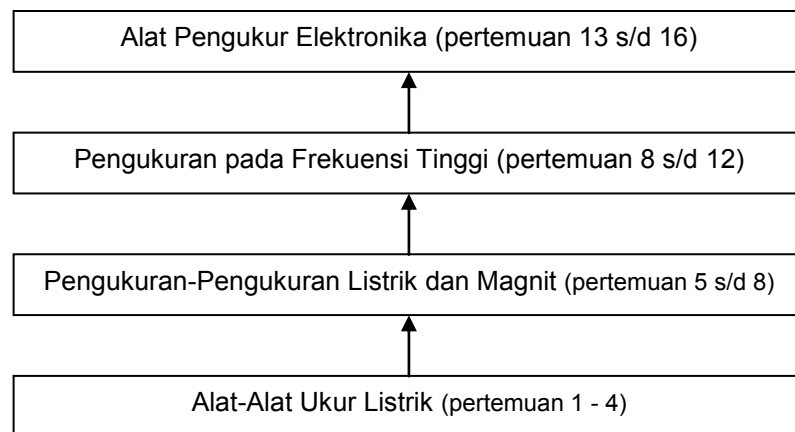 Alat Pengukur Elektronika (pertemuan 13 s/d 16)
Pengukuran pada Frekuensi Tinggi (pertemuan 8 s/d 12)
Pengukuran-Pengukuran Listrik dan Magnit (pertemuan 5 s/d 8)
Alat-Alat Ukur Listrik (pertemuan 1 - 4)